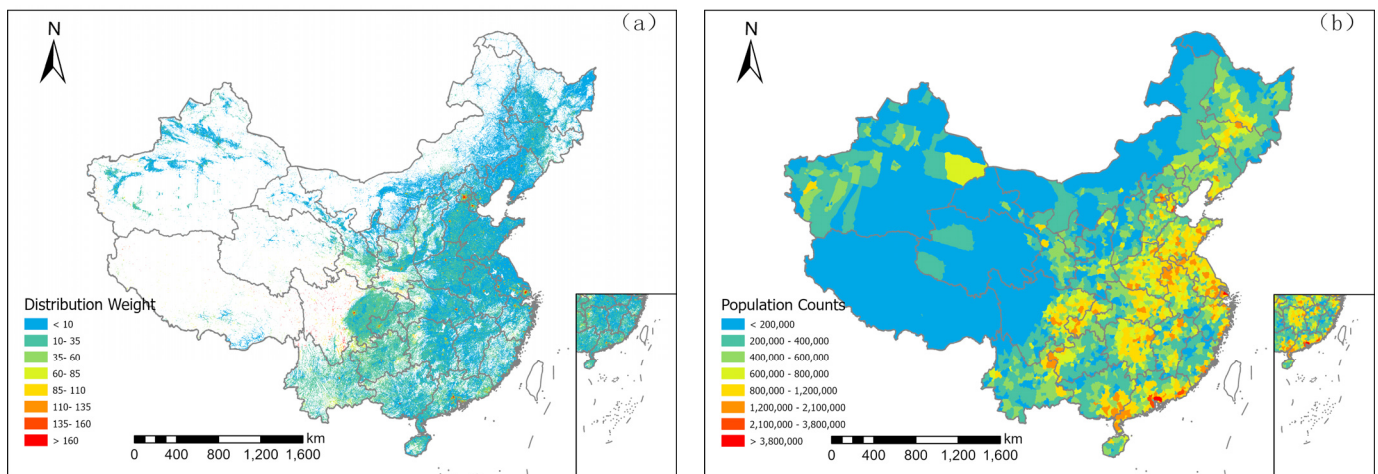 (a)
N
Distribution Weight
< 10
10- 35
35- 60
60- 85
85- 110
110- 135
135- 160
> 160
km
0 400 800 1,200 1,600
(b)
N
Population Counts
< 200,000
200,000 - 400,000
400,000 - 600,000
600,000 - 800,000
800,000 - 1,200,000
1,200,000 - 2,100,000
2,100,000 - 3,800,000
> 3,800,000
km
0 400 800 1,200 1,600